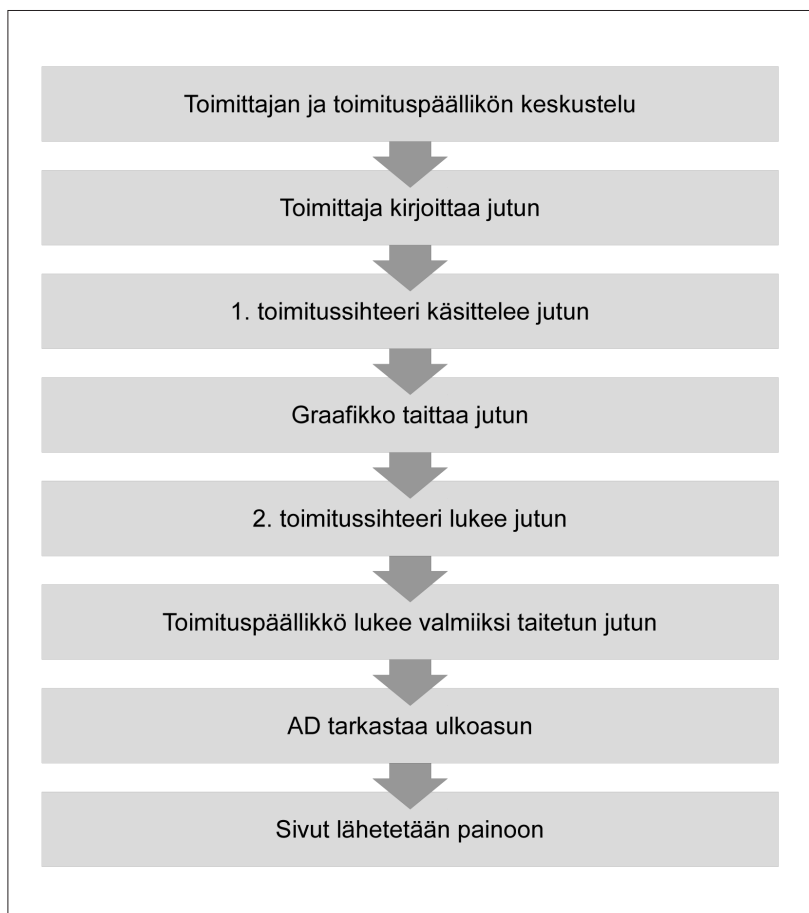 Toimittajan ja toimituspäällikön keskustelu
Toimittaja kirjoittaa jutun
1. toimitussihteeri käsittelee jutun
Graafikko taittaa jutun
2. toimitussihteeri lukee jutun
Toimituspäällikkö lukee valmiiksi taitetun jutun
AD tarkastaa ulkoasun
Sivut lähetetään painoon